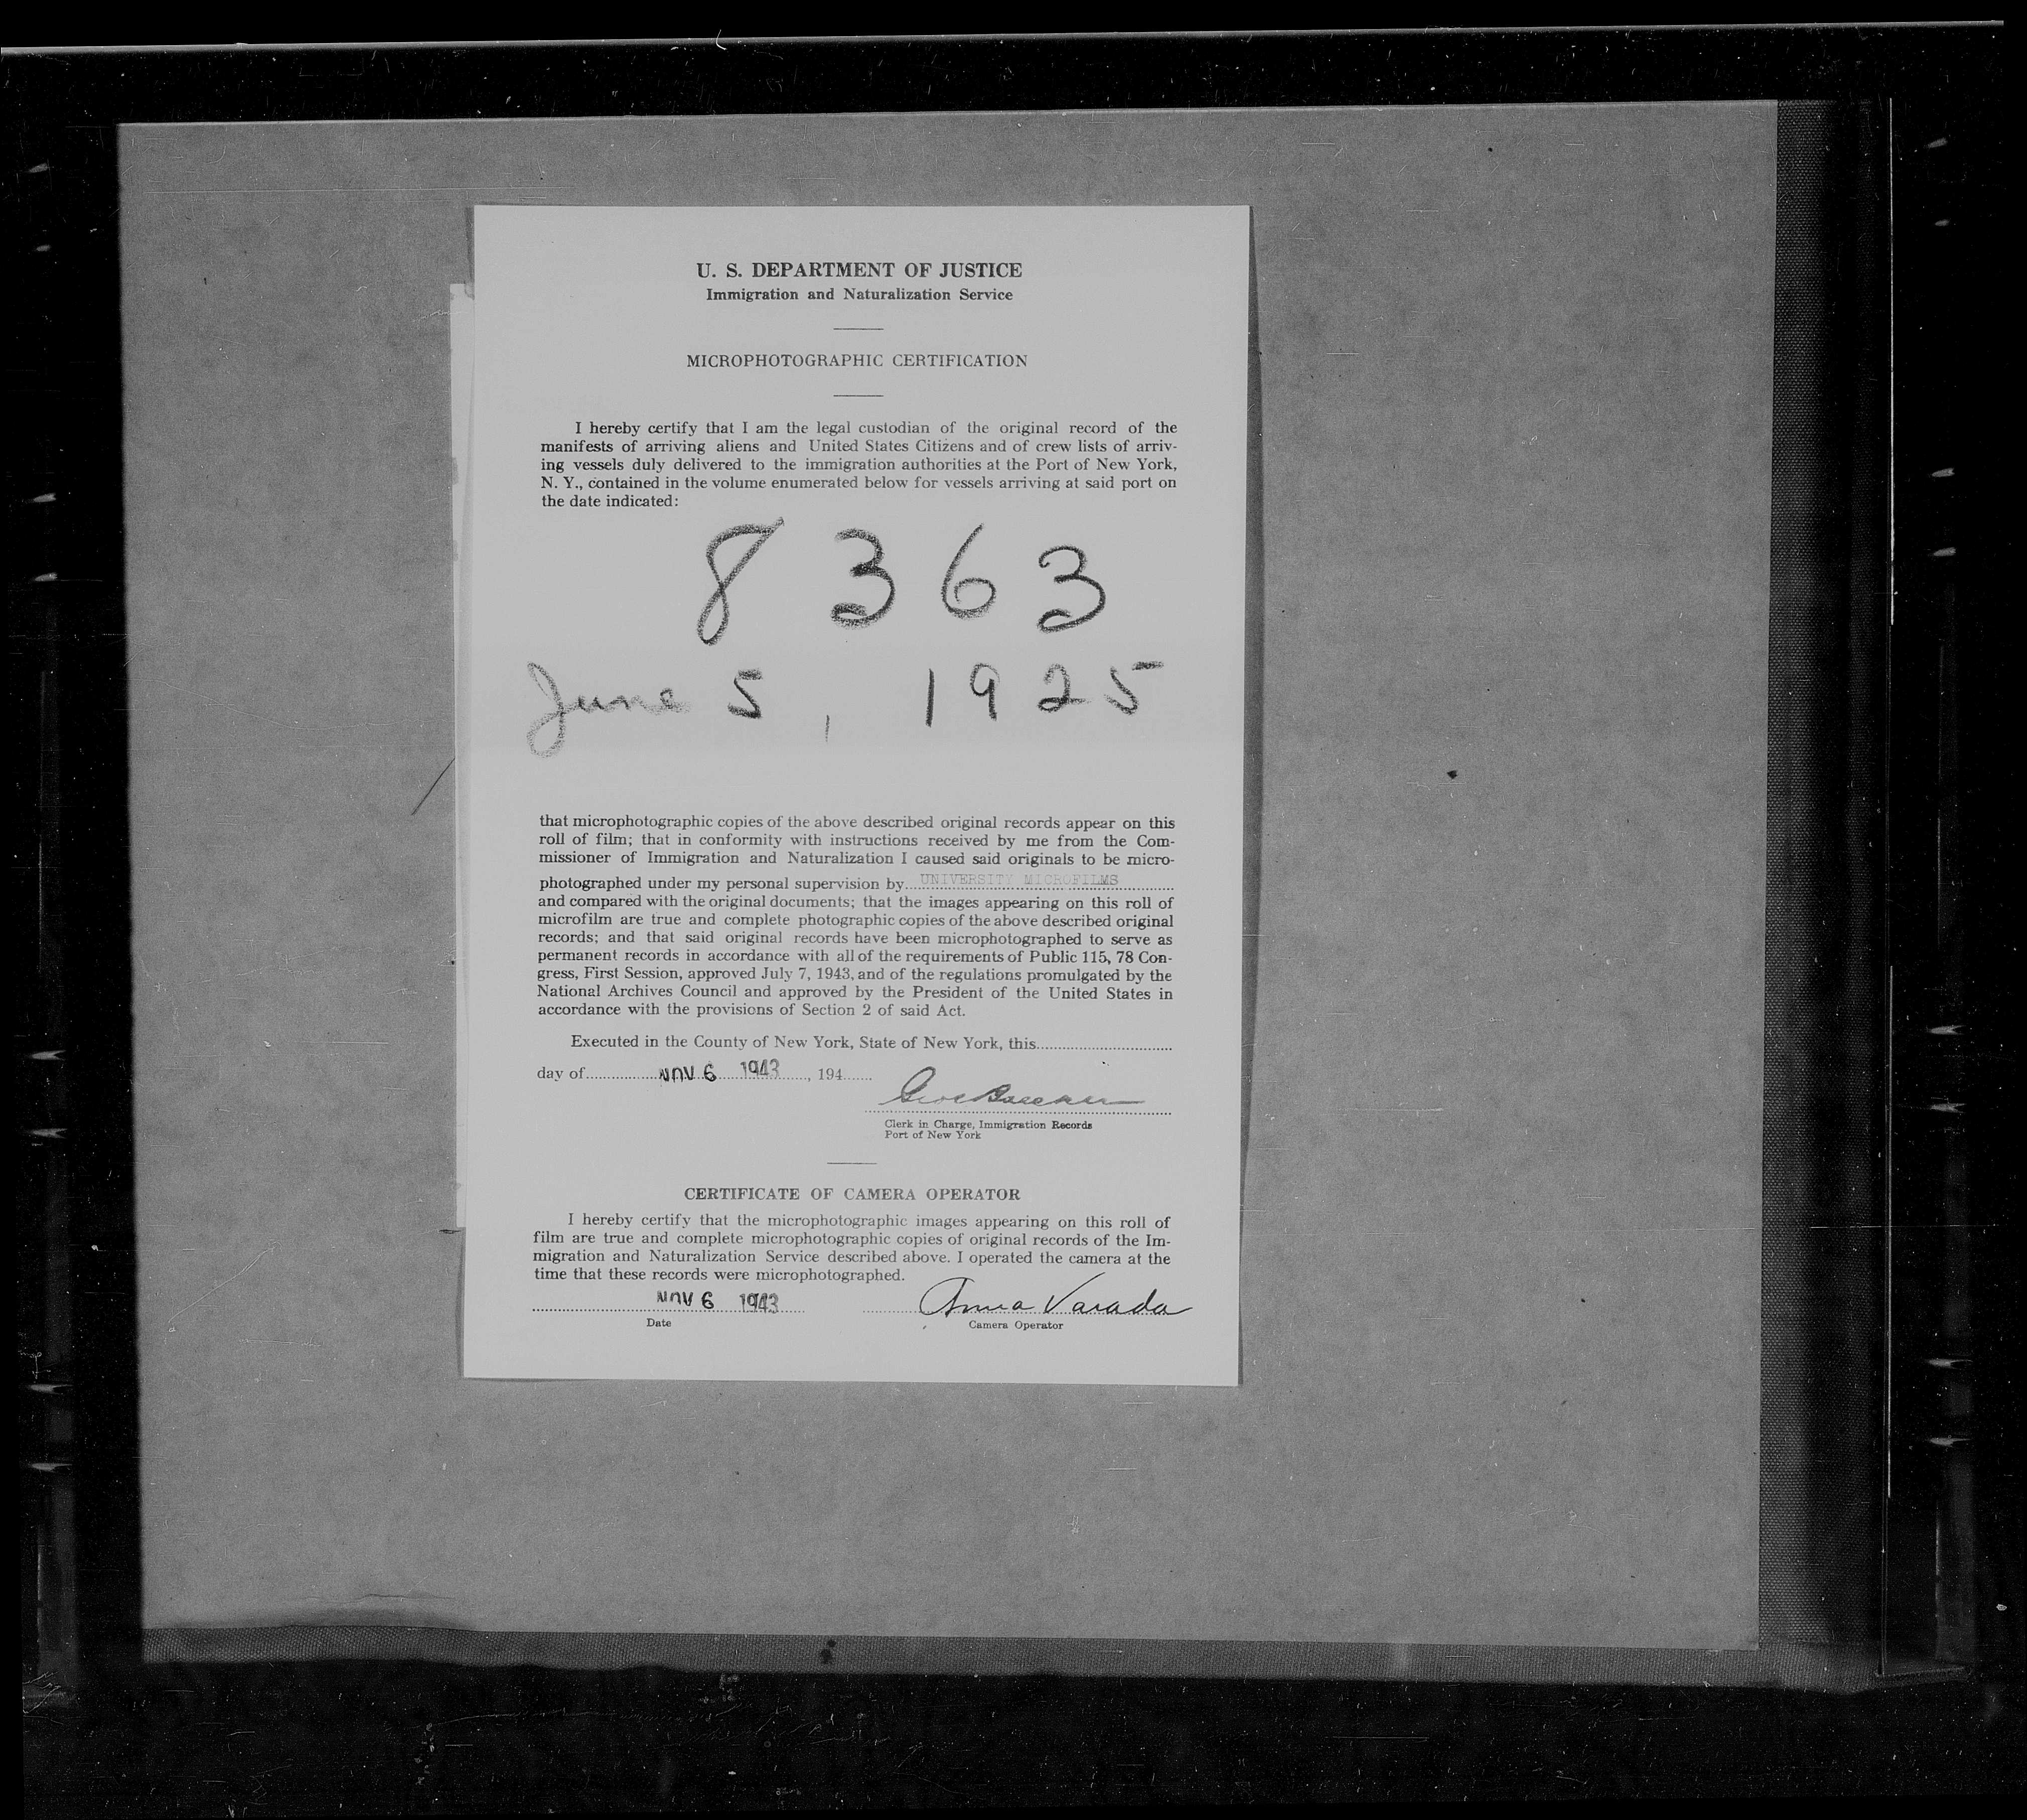 U. S. DEPARTMENT OF JUSTICE
Immigration and Naturalization Service
MICROPHOTOGRAPHIC CERTIFICATION
I hereby certify that I am the legal custodian of the original record of the
manifests of arriving aliens and United States Citizens and of crew lists of arriv-
ing vessels duly delivered to the immigration authorities at the Port of New York,
N. Y., contained in the volume enumerated below for vessels arriving at said port on
the date indicated:
8363
June 5, 1925
that microphotographic copies of the above described original records appear on this
roll of film; that in conformity with instructions received by me from the Com-
missioner of Immigration and Naturalization I caused said originals to be micro-
photographed under my personal supervision by UNIVERSITY MICROFILMS
and compared with the original documents; that the images appearing on this roll of
microfilm are true and complete photographic copies of the above described original
records; and that said original records have been microphotographed to serve as
permanent records in accordance with all of the requirements of Public 115, 78 Con-
gress, First Session, approved July 7, 1943, and of the regulations promulgated by the
National Archives Council and approved by the President of the United States in
accordance with the provisions of Section 2 of said Act.
Executed in the County of New York, State of New York, this
day of NOV 6 1943, 194
Clerk in Charge, Immigration Records
Port of New York
CERTIFICATE OF CAMERA OPERATOR
I hereby certify that the microphotographic images appearing on this roll of
film are true and complete microphotographic copies of original records of the Im-
migration and Naturalization Service described above. I operated the camera at the
time that these records were microphotographed.
NOV 6 1943 Anna Varada
Date Camera Operator